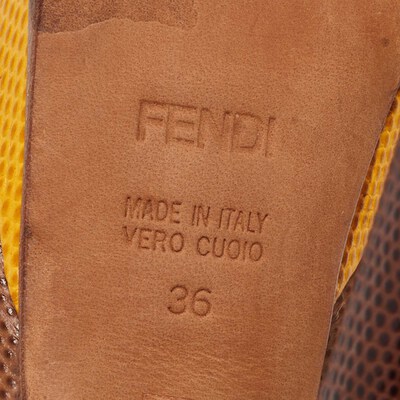 FENDI
MADE IN ITALY
VERO CUOIO
36